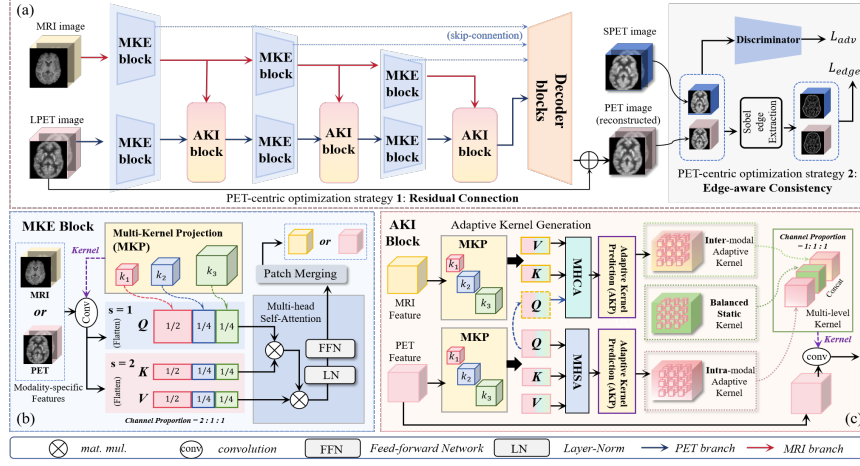 (a)
MRI image
LPET image
MKE
block
MKE
block
MKE
block
(skip-connention)
MKE
block
AKI
block
MKE
block
AKI
block
MKE
block
AKI
block
Decoder
blocks
SPET
image
PET image
(reconstructed)
Discriminator
L_adv
L_edge
Sobel
edge
Extraction
PET-centric optimization strategy 1: Residual Connection
PET-centric optimization strategy 2:
Edge-aware Consistency
MKE Block
Multi-Kernel Projection
(MKP)
Kernel
k₁
k₂
k₃
MRI
or
PET
Modality-specific
Features
Conv
s = 1
(Flatten)
Q
1/2
1/4
1/4
s = 2
(Flatten)
K
1/2
1/4
1/4
V
1/2
1/4
1/4
Channel Proportion = 2 : 1 : 1
or
Patch Merging
Multi-head
Self-Attention
FFN
LN
(b)
AKI
Block
Adaptive Kernel Generation
MRI
Feature
PET
Feature
MKP
k₁
k₂
k₃
MKP
k₁
k₂
k₃
V
K
Q
Q
K
V
MHCA
MHSA
Adaptive Kernel
Prediction (AKP)
Adaptive Kernel
Prediction (AKP)
Inter-modal
Adaptive
Kernel
Balanced
Static
Kernel
Intra-modal
Adaptive
Kernel
Channel Proportion
= 1: 1 : 1
Concat
Multi-level
Kernel
Kernel
conv
(c)
mat. mul.
conv
convolution
FFN
Feed-forward Network
LN
Layer-Norm
PET branch
MRI branch